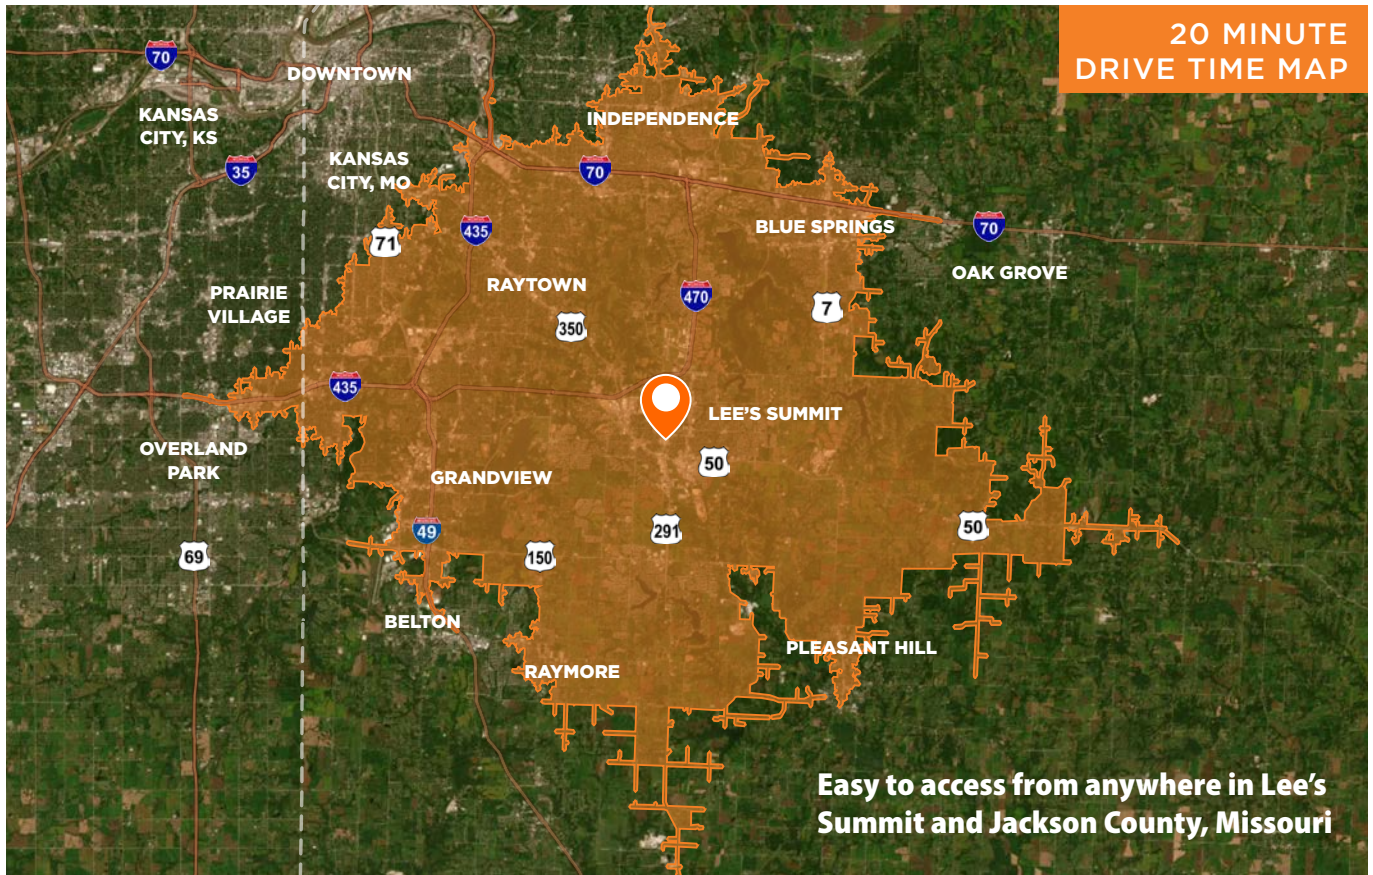 20 MINUTE
DRIVE TIME MAP
70
DOWNTOWN
KANSAS
CITY, KS
INDEPENDENCE
35
KANSAS
CITY, MO
70
71
435
BLUE SPRINGS
70
OAK GROVE
PRAIRIE
VILLAGE
RAYTOWN
470
7
350
435
LEE'S SUMMIT
OVERLAND
PARK
GRANDVIEW
50
49
291
50
69
150
BELTON
PLEASANT HILL
RAYMORE
Easy to access from anywhere in Lee's
Summit and Jackson County, Missouri